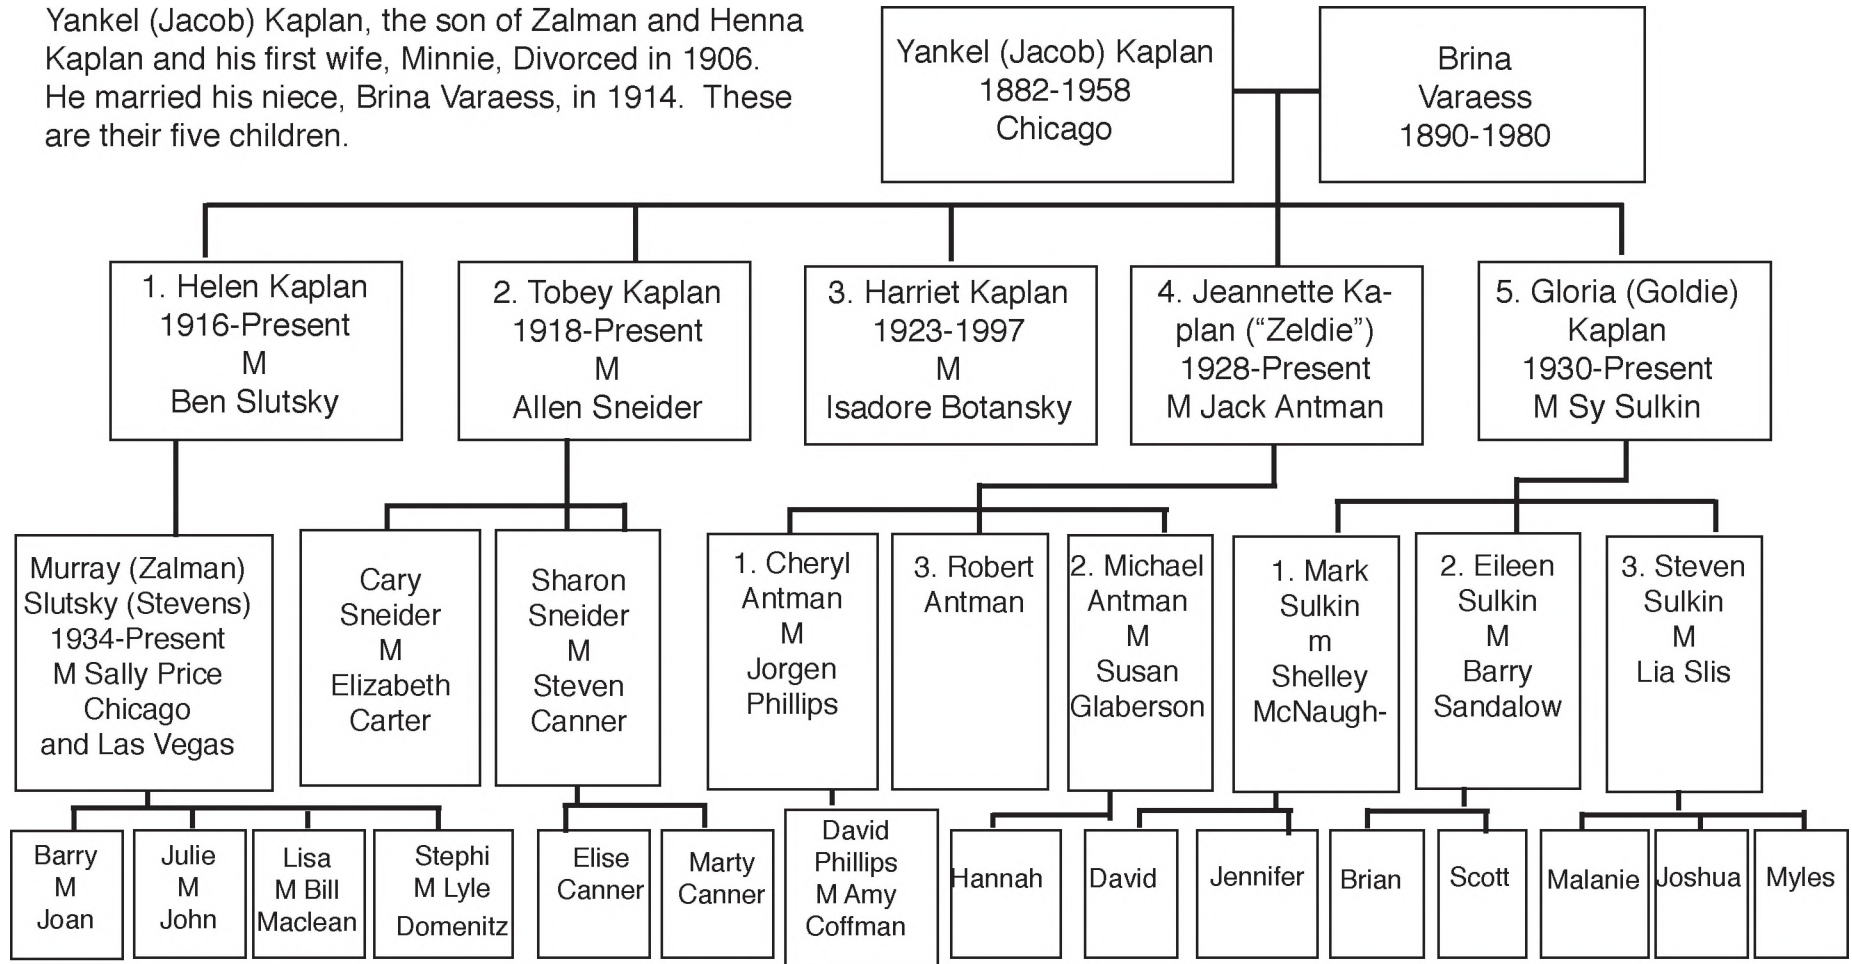 Yankel (Jacob) Kaplan, the son of Zalman and Henna
Kaplan and his first wife, Minnie, Divorced in 1906.
He married his niece, Brina Varaess, in 1914.  These
are their five children.
Yankel (Jacob) Kaplan
1882-1958
Chicago
Brina
Varaess
1890-1980
1. Helen Kaplan
1916-Present
M
Ben Slutsky
2. Tobey Kaplan
1918-Present
M
Allen Sneider
3. Harriet Kaplan
1923-1997
M
Isadore Botansky
4. Jeannette Ka-
plan (“Zeldie”)
1928-Present
M Jack Antman
5. Gloria (Goldie)
Kaplan
1930-Present
M Sy Sulkin
Murray (Zalman)
Slutsky (Stevens)
1934-Present
M Sally Price
Chicago
and Las Vegas
Cary
Sneider
M
Elizabeth
Carter
Sharon
Sneider
M
Steven
Canner
1. Cheryl
Antman
M
Jorgen
Phillips
3. Robert
Antman
2. Michael
Antman
M
Susan
Glaberson
1. Mark
Sulkin
m
Shelley
McNaugh-
2. Eileen
Sulkin
M
Barry
Sandalow
3. Steven
Sulkin
M
Lia Slis
Barry
M
Joan
Julie
M
John
Lisa
M Bill
Maclean
Stephi
M Lyle
Domenitz
Elise
Canner
Marty
Canner
David
Phillips
M Amy
Coffman
Hannah
David
Jennifer
Brian
Scott
Malanie
Joshua
Myles